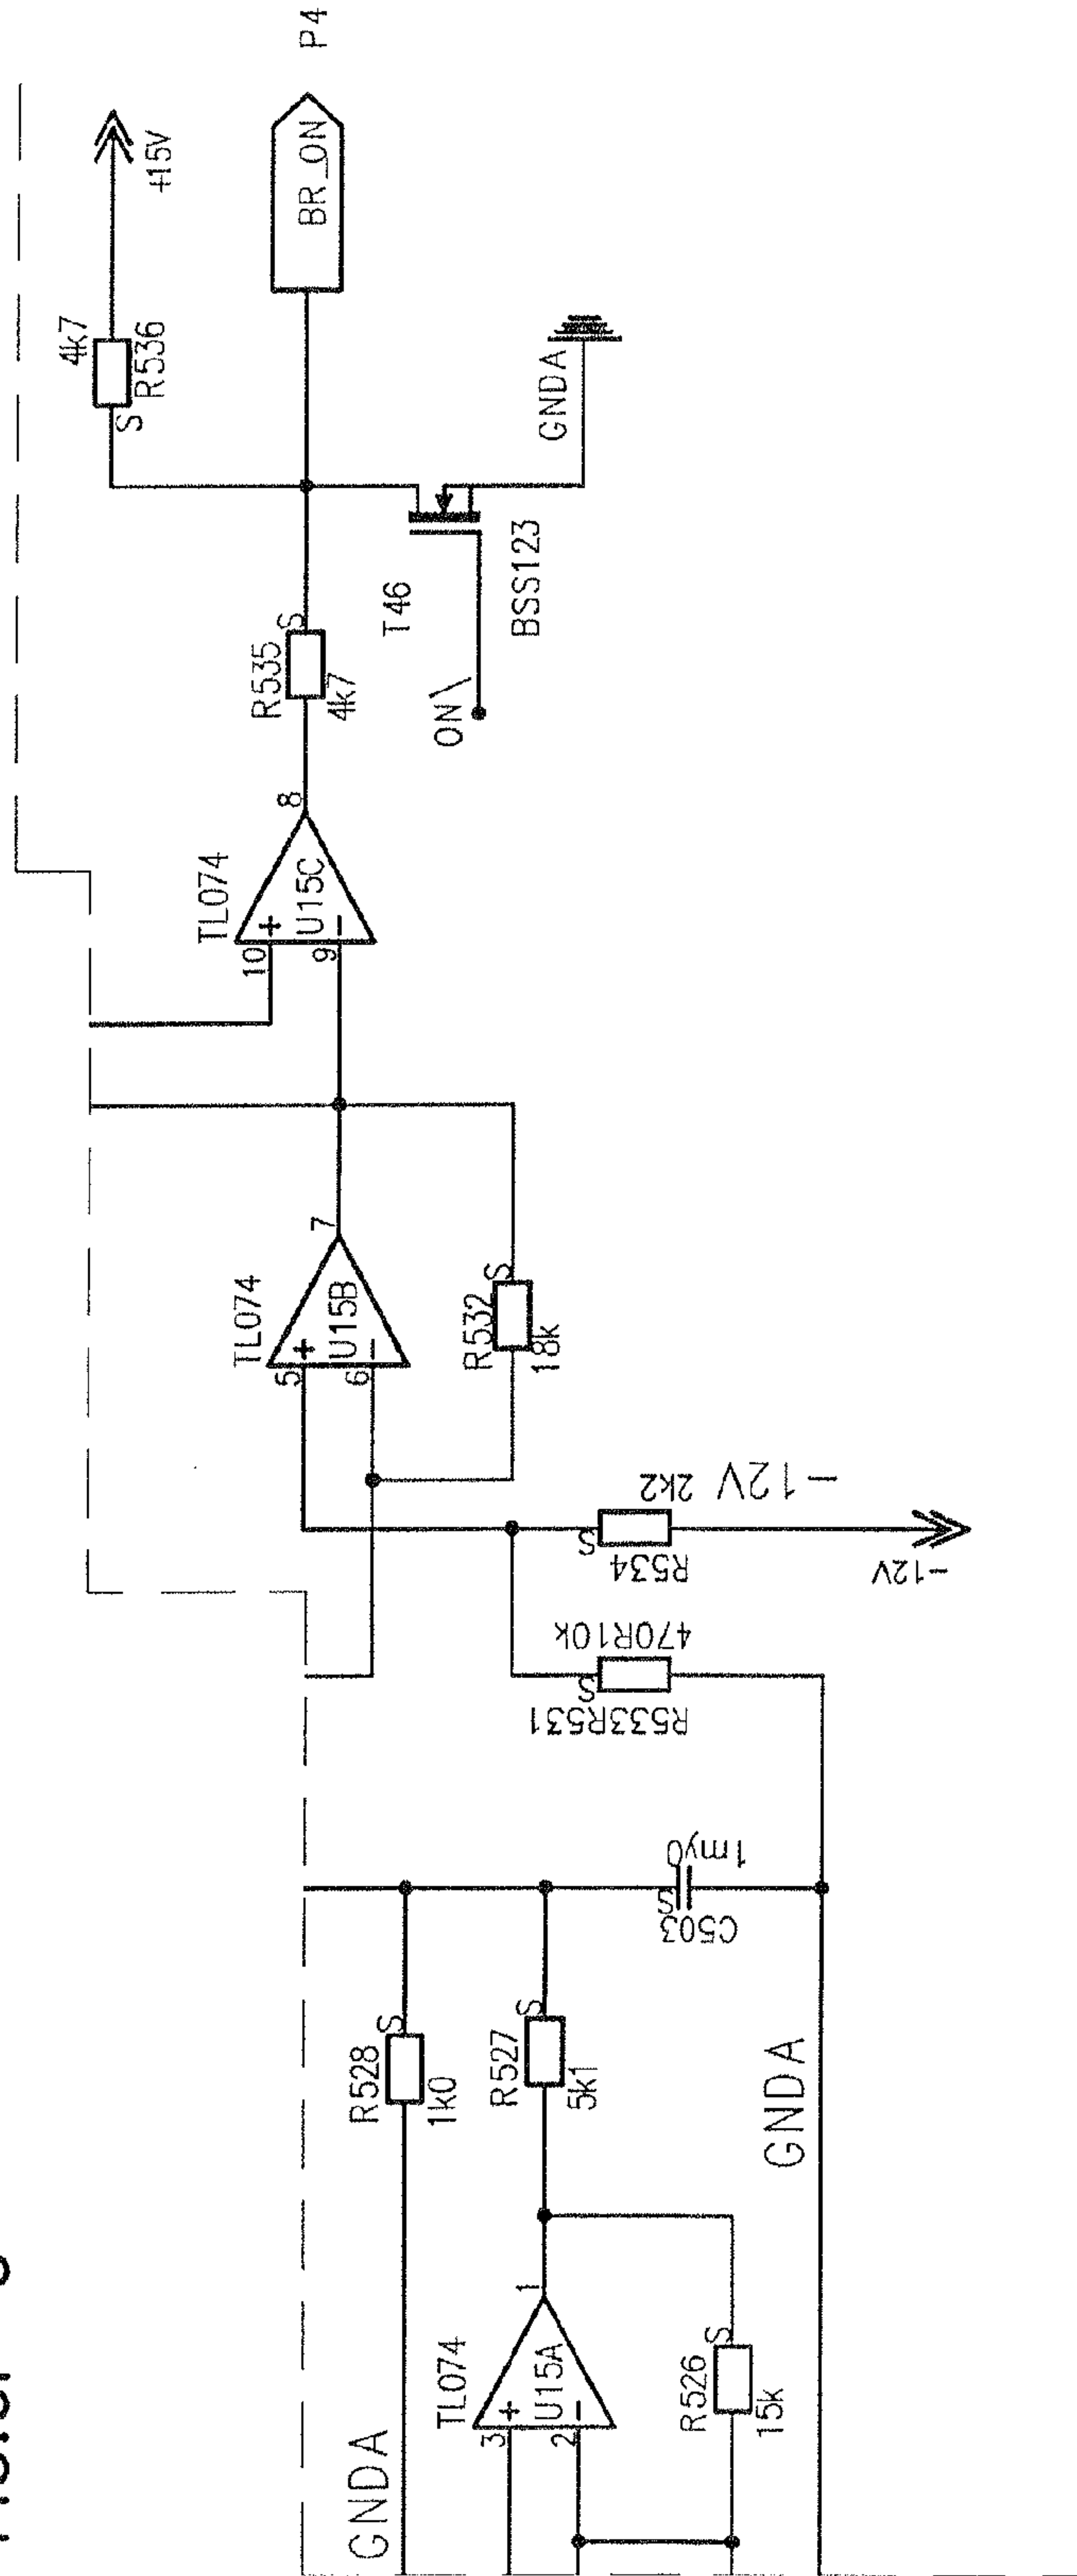 P4
+15V
BR_ON
4k7
R536
S
GNDA
BSS123
T46
ON\
R535
S
4k7
TL074
8
10
+
U15C
9
-
TL074
7
5
+
U15B
6
-
R532
S
18k
-12V
2k2
S
R534
-12V
470R10k
S
R533R531
1my0
S
C503
R528
S
1k0
R527
S
5k1
GNDA
TL074
1
3
+
U15A
2
-
R526
S
15k
GNDA